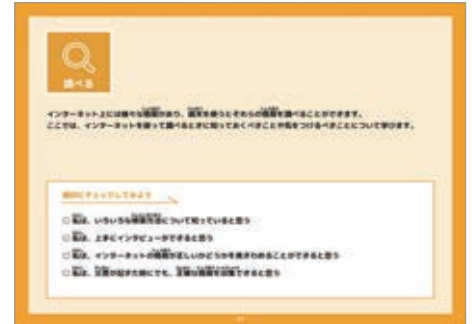 調べる
インターネット上には様々な情報があり、端末を使うとそれらの情報を調べることができます。
ここでは、インターネットを使って調べるときに知っておくべきことや気をつけるべきことについて学びます。
最初にチェックしてみよう
□ 私は、いろいろな検索方法について知っていると思う
□ 私は、上手にインタビューができると思う
□ 私は、インターネットの情報が正しいかどうかを見きわめることができると思う
□ 私は、災害が起きた時にでも、正確な情報を収集できると思う